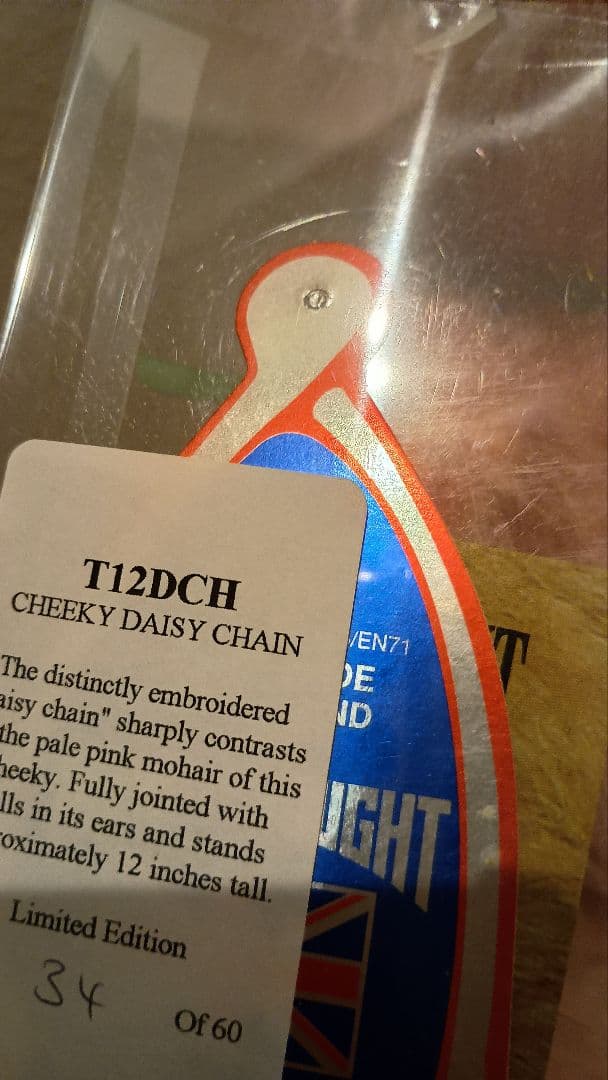 T12DCH
CHEEKY DAISY CHAIN
The distinctly embroidered
aisy chain" sharply contrasts
the pale pink mohair of this
heeky. Fully jointed with
lls in its ears and stands
roximately 12 inches tall.
Limited Edition
34 Of 60
/EN71
DE
ND
UGHT
T